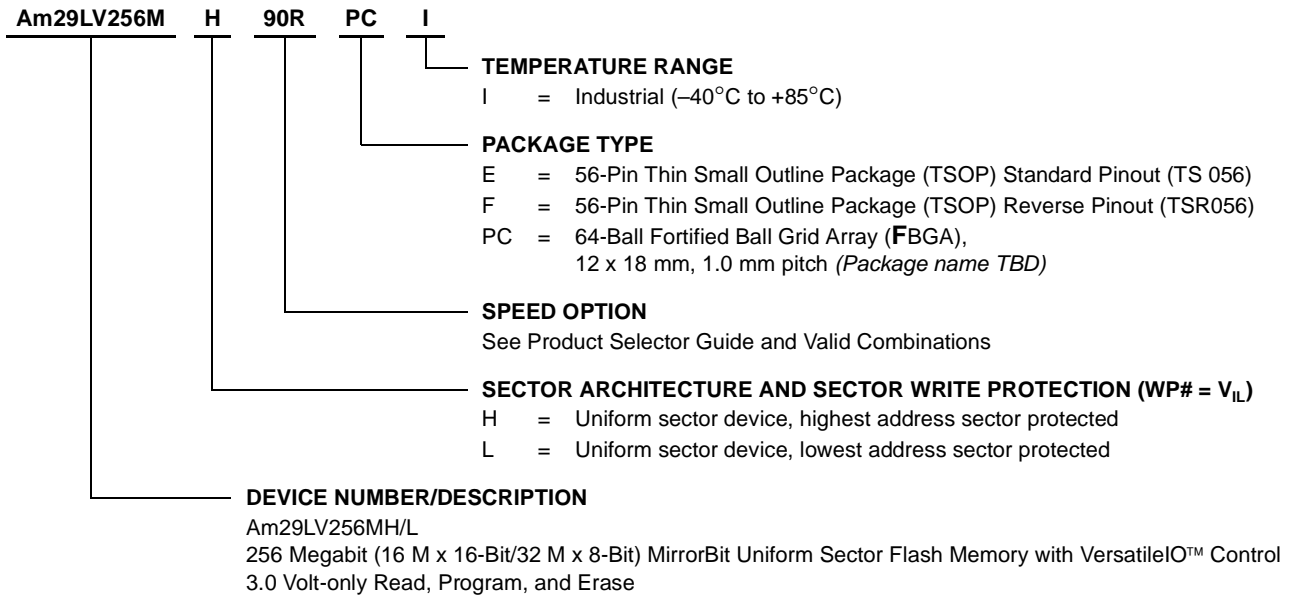 Am29LV256M H 90R PC I
TEMPERATURE RANGE
I = Industrial (–40°C to +85°C)
PACKAGE TYPE
E = 56-Pin Thin Small Outline Package (TSOP) Standard Pinout (TS 056)
F = 56-Pin Thin Small Outline Package (TSOP) Reverse Pinout (TSR056)
PC = 64-Ball Fortified Ball Grid Array (FBGA),
12 x 18 mm, 1.0 mm pitch (Package name TBD)
SPEED OPTION
See Product Selector Guide and Valid Combinations
SECTOR ARCHITECTURE AND SECTOR WRITE PROTECTION (WP# = VIL)
H = Uniform sector device, highest address sector protected
L = Uniform sector device, lowest address sector protected
DEVICE NUMBER/DESCRIPTION
Am29LV256MH/L
256 Megabit (16 M x 16-Bit/32 M x 8-Bit) MirrorBit Uniform Sector Flash Memory with VersatileIO™ Control
3.0 Volt-only Read, Program, and Erase